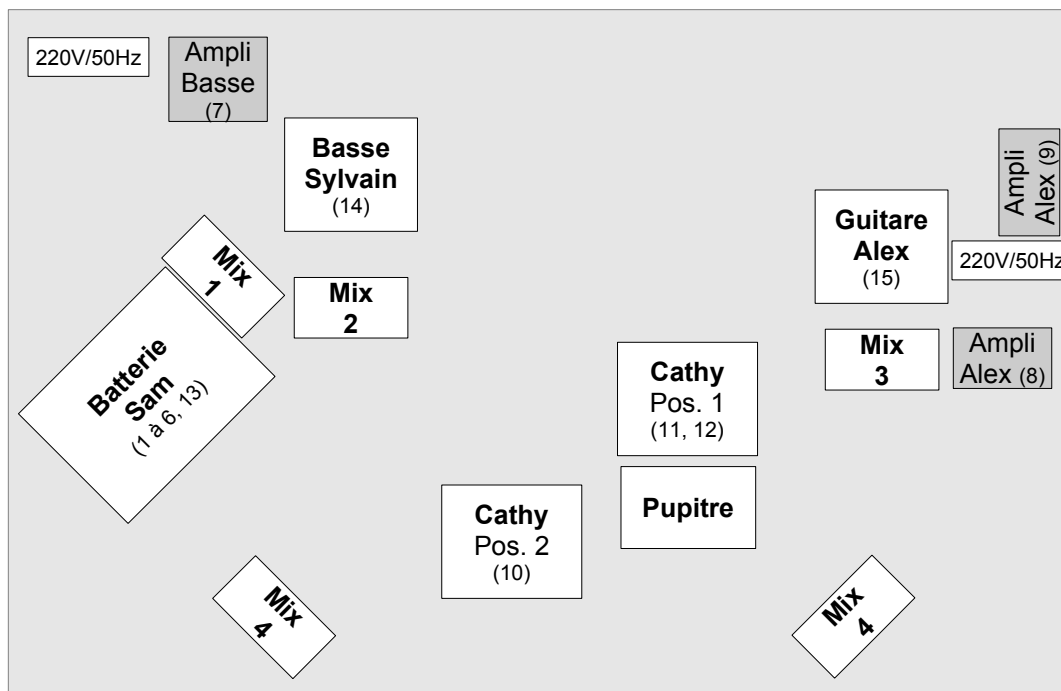 220V/50Hz
Ampli
Basse
(7)
Basse
Sylvain
(14)
Ampli
Alex (9)
Guitare
Alex
(15)
220V/50Hz
Mix
1
Mix
2
Batterie
Sam
(1 à 6, 13)
Mix
3
Ampli
Alex (8)
Cathy
Pos. 1
(11, 12)
Pupitre
Cathy
Pos. 2
(10)
Mix
4
Mix
4